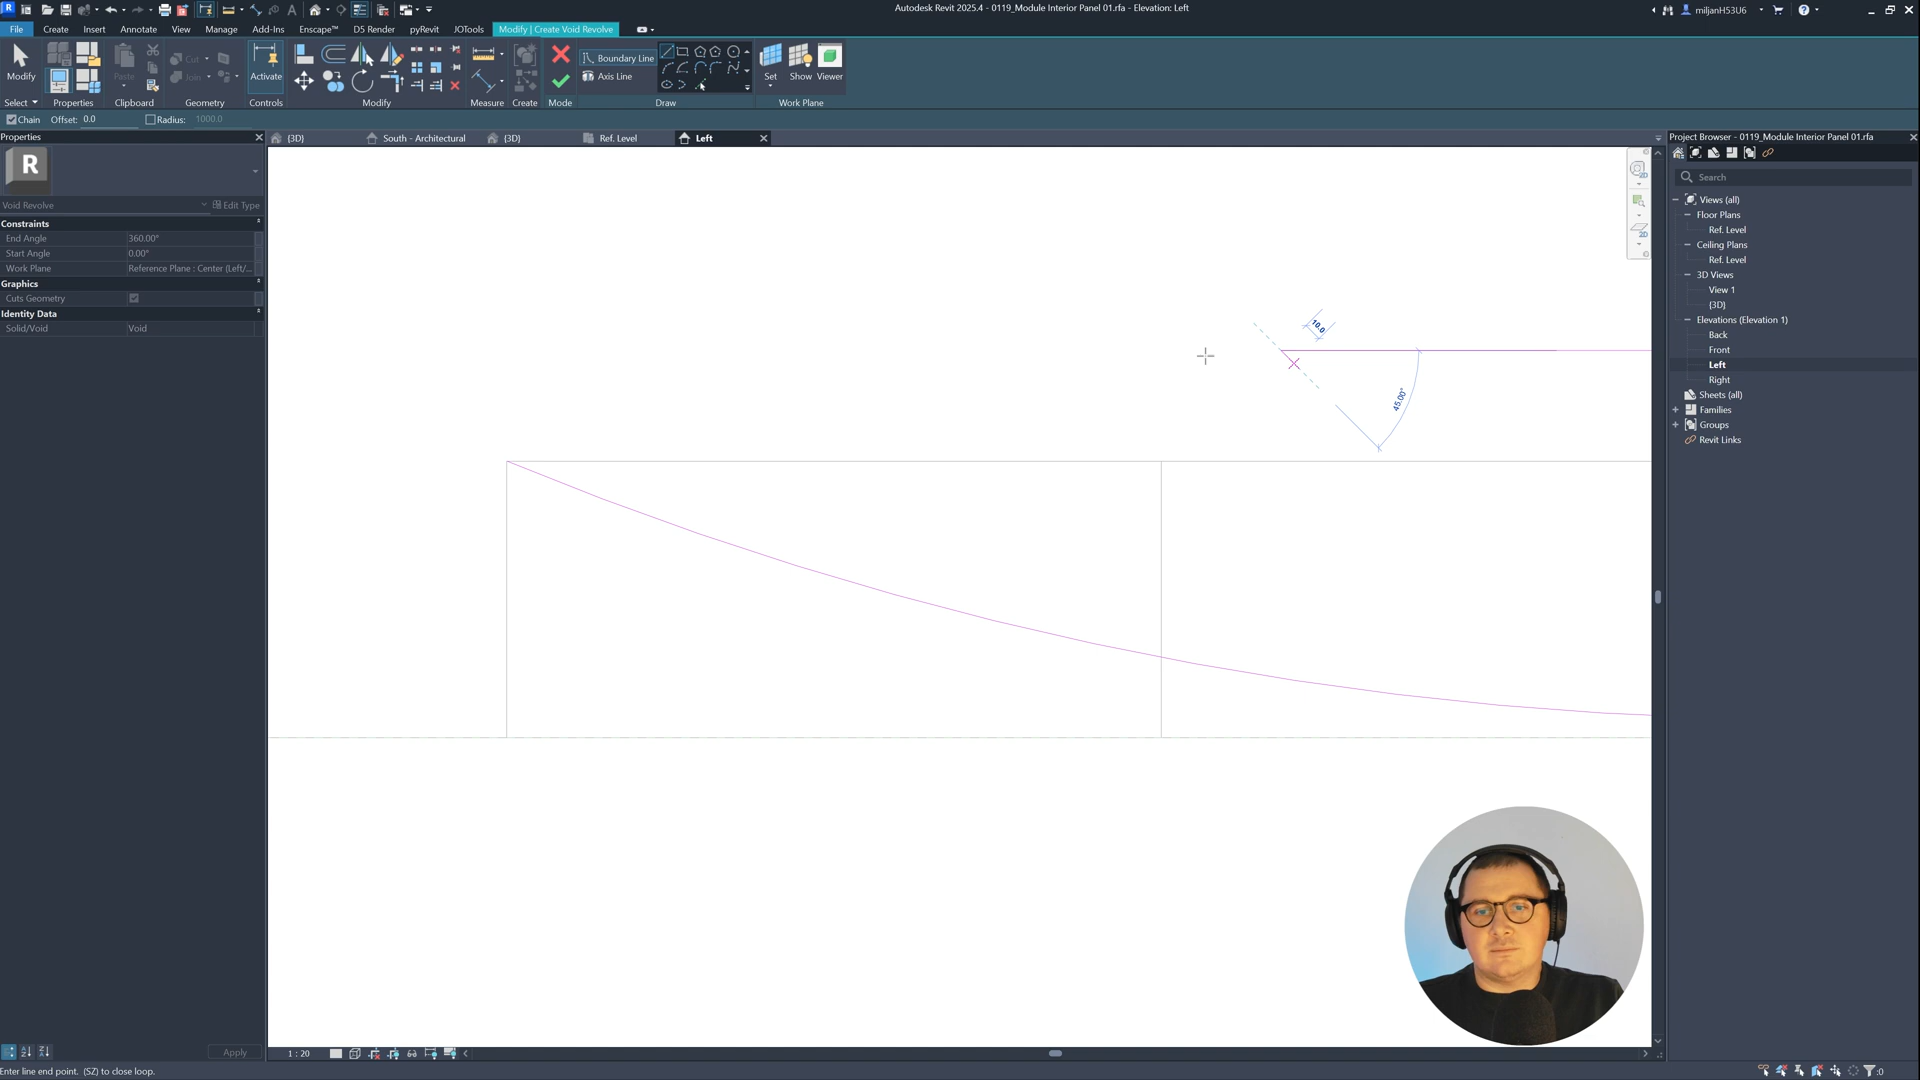 Autodesk Revit 2025.4 - 0119_Module Interior Panel 01.rfa - Elevation: Left
miljanH53U6
File
Create
Insert
Annotate
View
Manage
Add-Ins
Enscape™
D5 Render
pyRevit
JOTools
Modify | Create Void Revolve
Modify
Paste
Cut
Join
Activate
Boundary Line
Axis Line
Set
Show
Viewer
Select
Properties
Clipboard
Geometry
Controls
Modify
Measure
Create
Mode
Draw
Work Plane
Chain
Offset: 0.0
Radius: 1000.0
Properties
{3D}
South - Architectural
{3D}
Ref. Level
Left
Project Browser - 0119_Module Interior Panel 01.rfa
R
Search
Void Revolve
Edit Type
Constraints
End Angle 360.00°
Start Angle 0.00°
Work Plane Reference Plane : Center (Left/...
Graphics
Cuts Geometry
Identity Data
Solid/Void Void
Views (all)
Floor Plans
Ref. Level
Ceiling Plans
Ref. Level
3D Views
View 1
{3D}
Elevations (Elevation 1)
Back
Front
Left
Right
Sheets (all)
Families
Groups
Revit Links
10.0
45.00°
Apply
1 : 20
Enter line end point. (SZ) to close loop.
:0